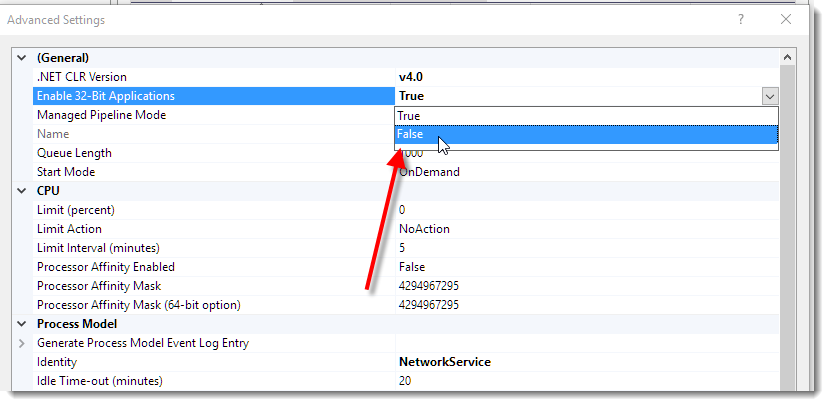 Advanced Settings ?
(General)
.NET CLR Version v4.0
Enable 32-Bit Applications True
Managed Pipeline Mode True
Name False
Queue Length
Start Mode OnDemand
CPU
Limit (percent) 0
Limit Action NoAction
Limit Interval (minutes) 5
Processor Affinity Enabled False
Processor Affinity Mask 4294967295
Processor Affinity Mask (64-bit option) 4294967295
Process Model
Generate Process Model Event Log Entry
Identity NetworkService
Idle Time-out (minutes) 20